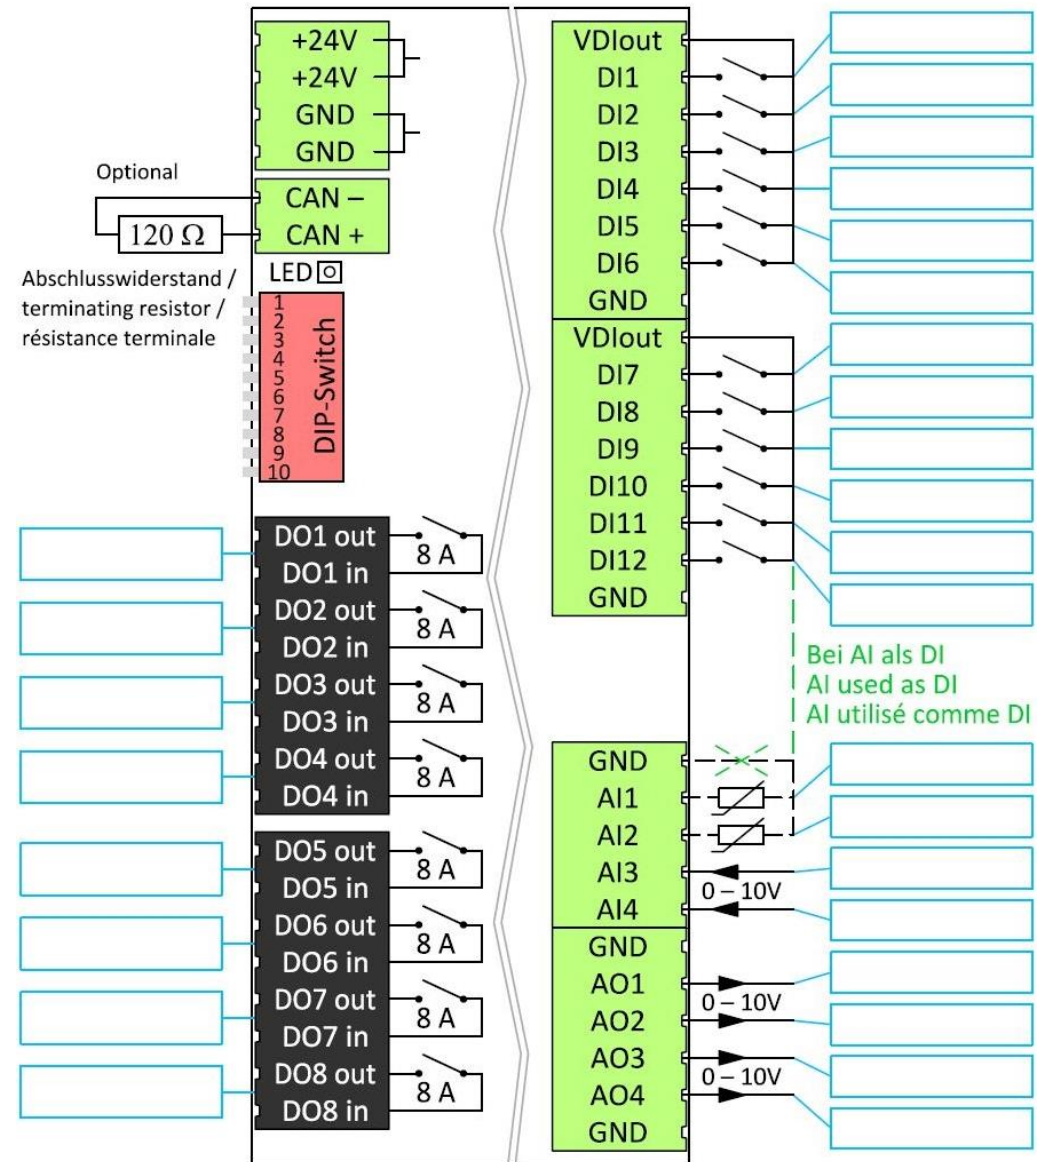 +24V
+24V
GND
GND
Optional
CAN –
CAN +
120 Ω
Abschlusswiderstand /
terminating resistor /
résistance terminale
LED
1
2
3
4
5
6
7
8
9
10
DIP-Switch
DO1 out
8 A
DO1 in
DO2 out
8 A
DO2 in
DO3 out
8 A
DO3 in
DO4 out
8 A
DO4 in
DO5 out
8 A
DO5 in
DO6 out
8 A
DO6 in
DO7 out
8 A
DO7 in
DO8 out
8 A
DO8 in
VDIout
DI1
DI2
DI3
DI4
DI5
DI6
GND
VDIout
DI7
DI8
DI9
DI10
DI11
DI12
GND
Bei AI als DI
AI used as DI
AI utilisé comme DI
GND
AI1
AI2
AI3
0 – 10V
AI4
GND
AO1
0 – 10V
AO2
AO3
0 – 10V
AO4
GND